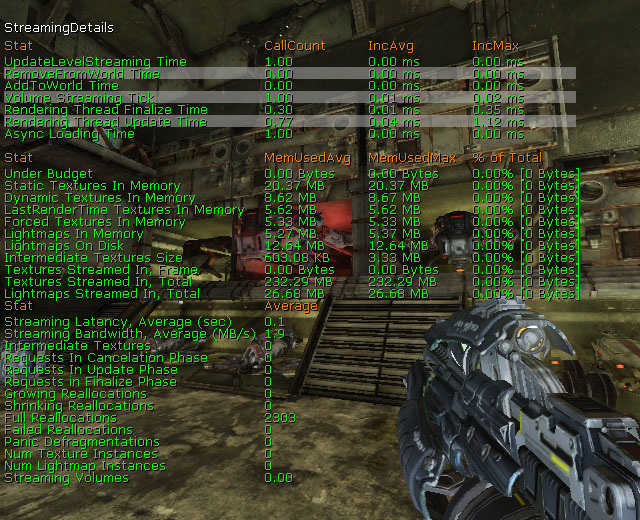 StreamingDetails
Stat CallCount IncAvg IncMax
UpdateLevelStreaming Time 1.00 0.00 ms 0.00 ms
RemoveFromWorld Time 0.00 0.00 ms 0.00 ms
AddToWorld Time 0.00 0.00 ms 0.00 ms
Volume Streaming Tick 1.00 0.01 ms 0.02 ms
Rendering Thread Finalize Time 0.30 0.01 ms 0.35 ms
Rendering Thread Update Time 0.77 0.04 ms 1.12 ms
Async Loading Time 1.00 0.00 ms 0.00 ms
Stat MemUsedAvg MemUsedMax % of Total
Under Budget 0.00 Bytes 0.00 Bytes 0.00% [0 Bytes]
Static Textures In Memory 20.37 MB 20.37 MB 0.00% [0 Bytes]
Dynamic Textures In Memory 8.62 MB 8.67 MB 0.00% [0 Bytes]
LastRenderTime Textures In Memory 5.62 MB 5.62 MB 0.00% [0 Bytes]
Forced Textures In Memory 5.33 MB 5.33 MB 0.00% [0 Bytes]
Lightmaps In Memory 5.27 MB 5.37 MB 0.00% [0 Bytes]
Lightmaps On Disk 12.64 MB 12.64 MB 0.00% [0 Bytes]
Intermediate Textures Size 603.08 KB 3.33 MB 0.00% [0 Bytes]
Textures Streamed In, Frame 0.00 Bytes 0.00 Bytes 0.00% [0 Bytes]
Textures Streamed In, Total 232.29 MB 232.29 MB 0.00% [0 Bytes]
Lightmaps Streamed In, Total 26.68 MB 26.68 MB 0.00% [0 Bytes]
Stat Average
Streaming Latency, Average (sec) 0.1
Streaming Bandwidth, Average (MB/s) 1.9
Intermediate Textures 0
Requests In Cancelation Phase 0
Requests In Update Phase 0
Requests in Finalize Phase 0
Growing Reallocations 0
Shrinking Reallocations 0
Full Reallocations 2303
Failed Reallocations 0
Panic Defragmentations 0
Num Texture Instances 0
Num Lightmap Instances 0
Streaming Volumes 0.00